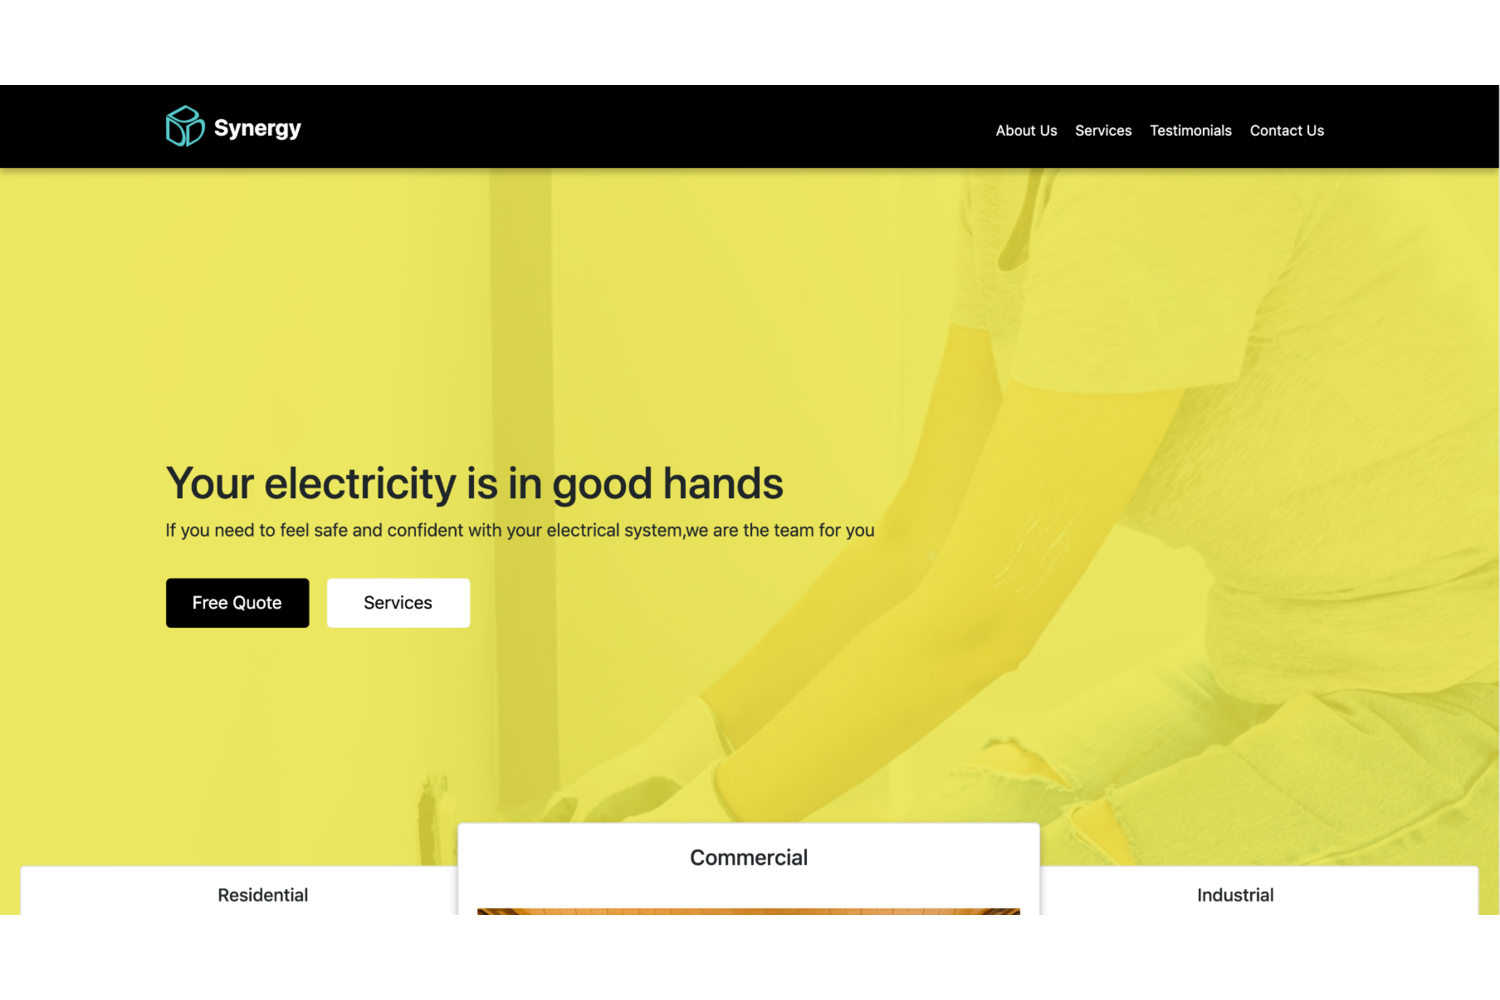 Synergy
About Us Services Testimonials Contact Us
Your electricity is in good hands
If you need to feel safe and confident with your electrical system,we are the team for you
Free Quote Services
Commercial
Residential
Industrial